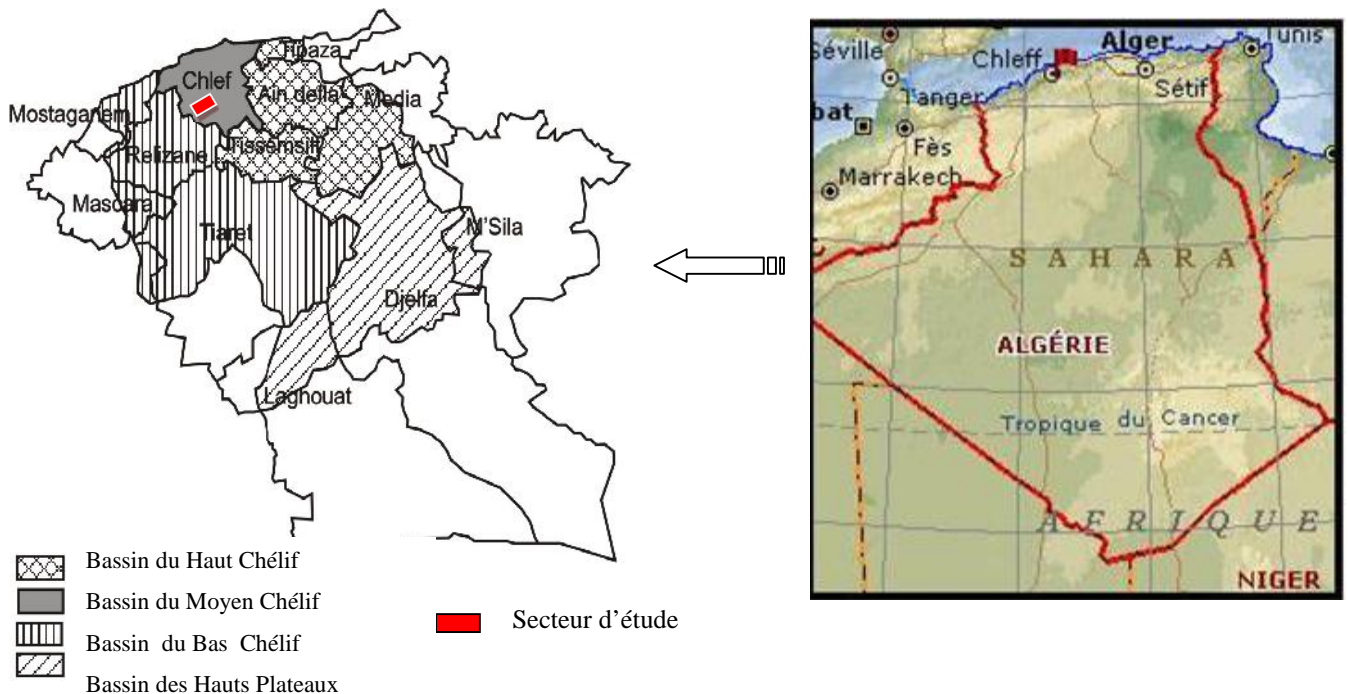 Tipaza
Chlef
Ain defla
Media
Mostaganem
Relizane
Tissemsilt
Mascara
Tiaret
M'Sila
Djelfa
Laghouat
Bassin du Haut Chélif
Bassin du Moyen Chélif
Bassin du Bas Chélif
Bassin des Hauts Plateaux
Secteur d'étude
Séville
Chleff
Alger
Tunis
Tanger
Sétif
bat
Fès
Marrakech
SAHARA
ALGÉRIE
Tropique du Cancer
AFRIQUE
NIGER